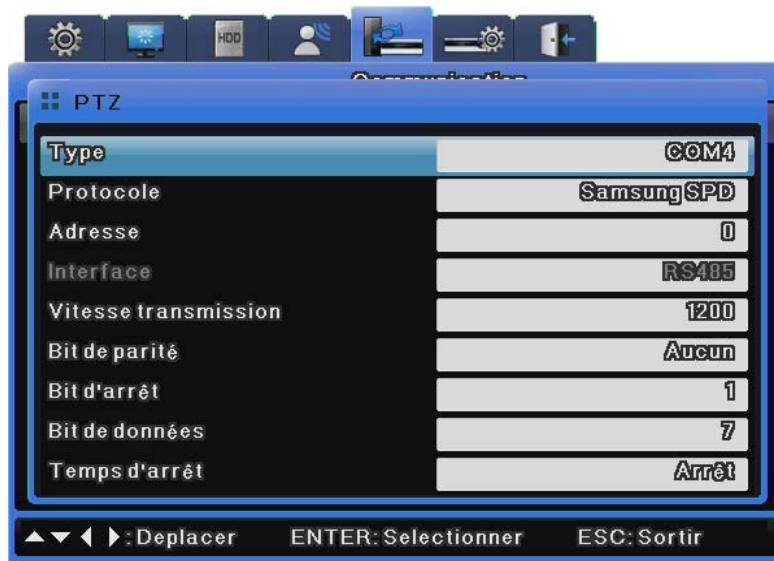 HDD
Communication
PTZ
Type COM4
Protocole Samsung SPD
Adresse 0
Interface RS485
Vitesse transmission 1200
Bit de parité Aucun
Bit d'arrêt 1
Bit de données 7
Temps d'arrêt Arrêt
▲▼◀ ▶:Deplacer ENTER:Selectionner ESC:Sortir